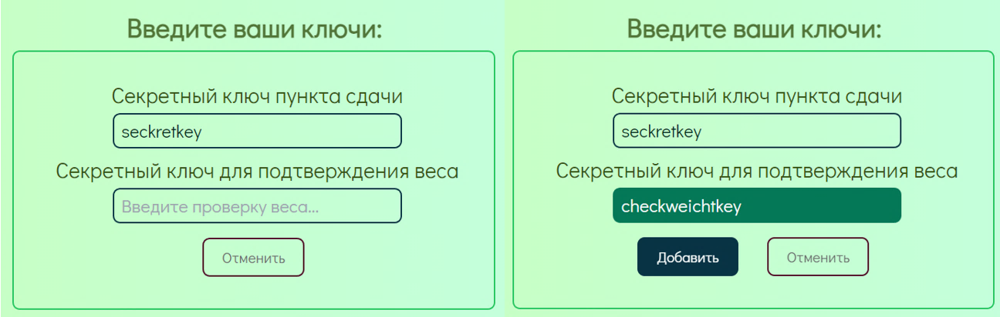 Введите ваши ключи:
Секретный ключ пункта сдачи
seckretkey
Секретный ключ для подтверждения веса
Введите проверку веса...
Отменить
Введите ваши ключи:
Секретный ключ пункта сдачи
seckretkey
Секретный ключ для подтверждения веса
checkweichtkey
Добавить
Отменить